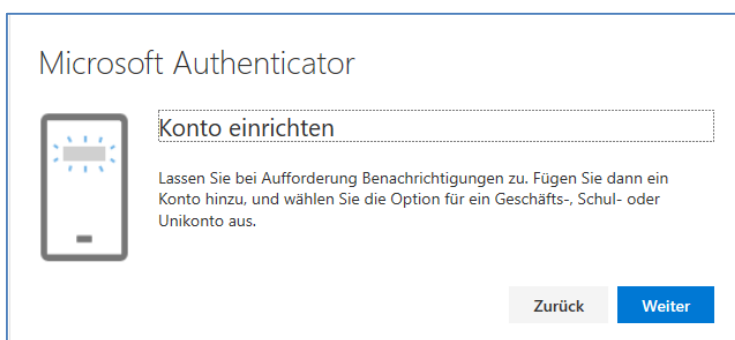 Microsoft Authenticator
Konto einrichten
Lassen Sie bei Aufforderung Benachrichtigungen zu. Fügen Sie dann ein
Konto hinzu, und wählen Sie die Option für ein Geschäfts-, Schul- oder
Unikonto aus.
Zurück Weiter